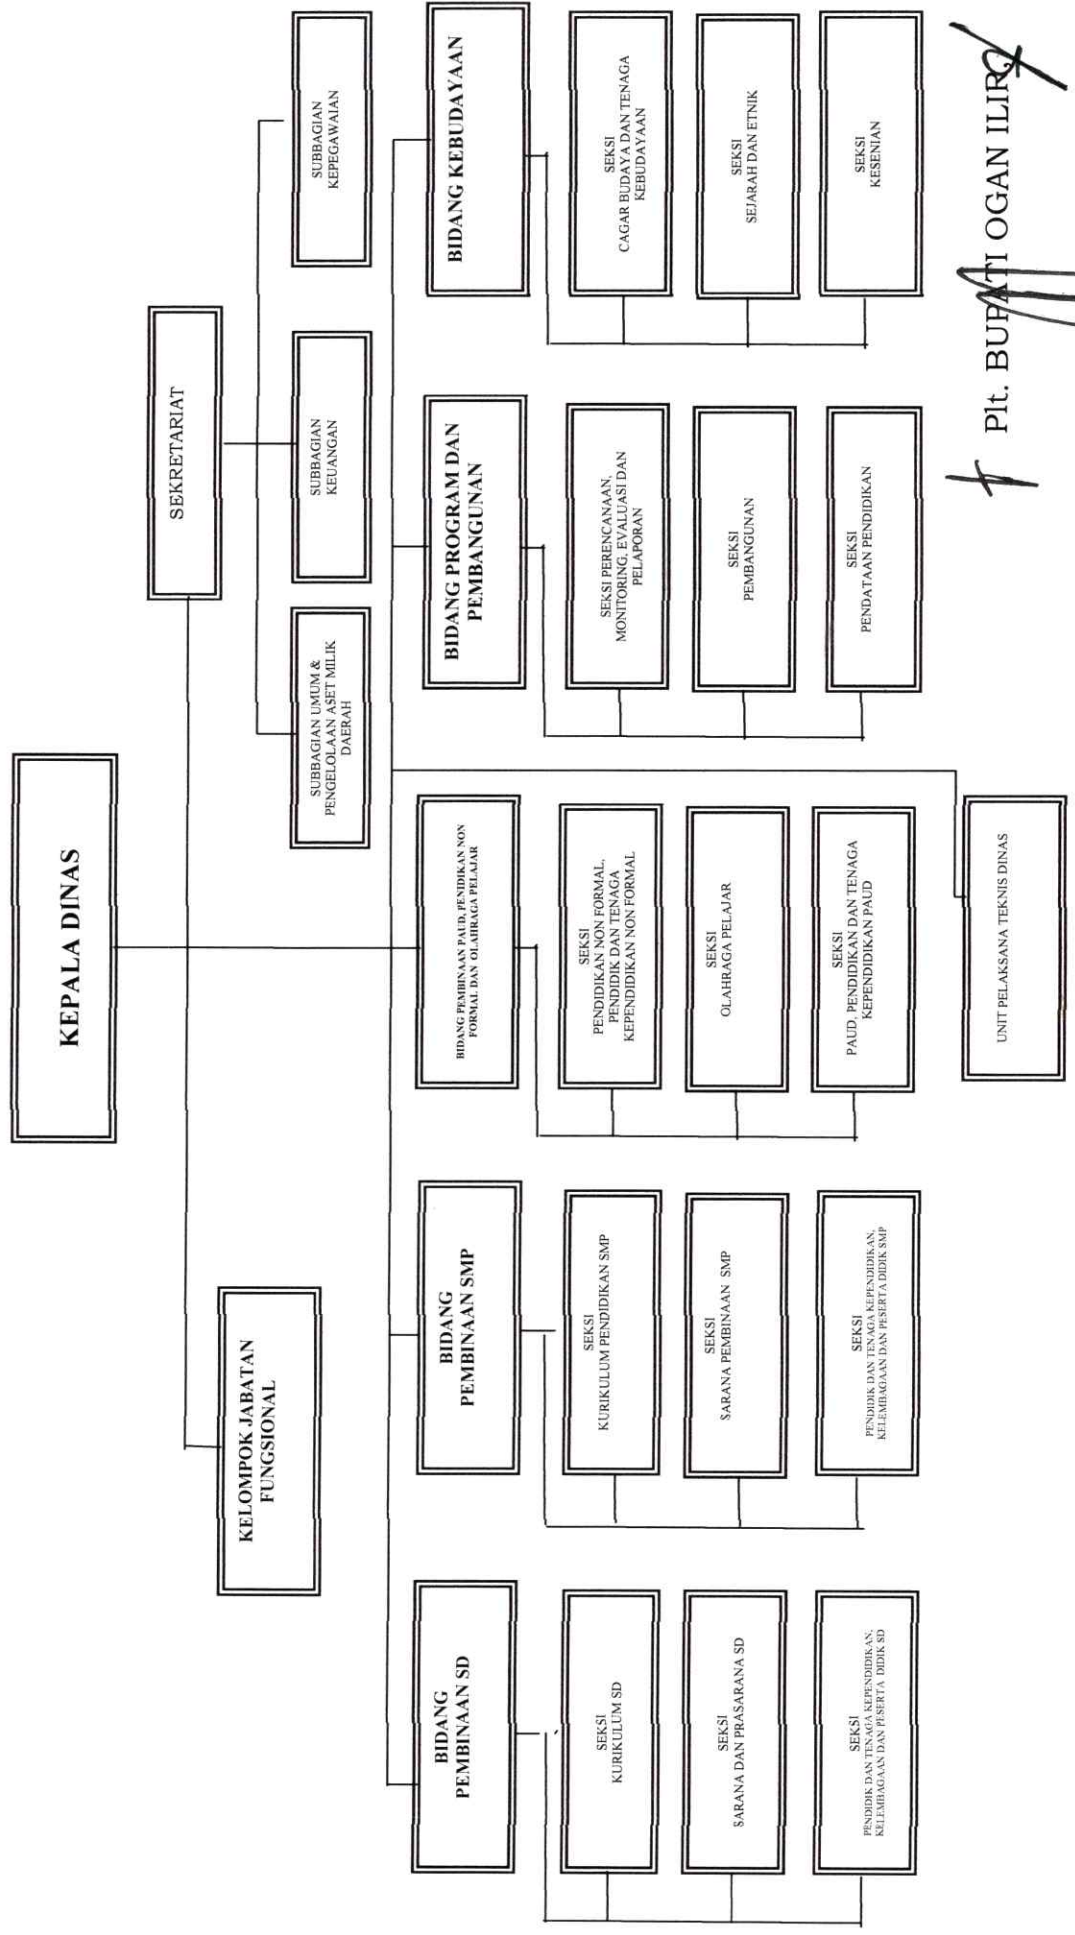 KEPALA DINAS
SEKRETARIAT
KELOMPOK JABATAN
FUNGSIONAL
SUBBAGIAN UMUM &
PENGELOLAAN ASET MILIK
DAERAH
SUBBAGIAN
KEUANGAN
SUBBAGIAN
KEPEGAWAIAN
BIDANG
PEMBINAAN SD
BIDANG
PEMBINAAN SMP
BIDANG PEMBINAAN PAUD, PENIDIKAN NON
FORMAL DAN OLAHRAGA PELAJAR
BIDANG PROGRAM DAN
PEMBANGUNAN
BIDANG KEBUDAYAAN
SEKSI
KURIKULUM SD
SEKSI
KURIKULUM PENDIDIKAN SMP
SEKSI
PENDIDIKAN NON FORMAL,
PENDIDIK DAN TENAGA
KEPENDIDIKAN NON FORMAL
SEKSI PERENCANAAN,
MONITORING, EVALUASI DAN
PELAPORAN
SEKSI
CAGAR BUDAYA DAN TENAGA
KEBUDAYAAN
SEKSI
SARANA DAN PRASARANA SD
SEKSI
SARANA PEMBINAAN SMP
SEKSI
OLAHRAGA PELAJAR
SEKSI
PEMBANGUNAN
SEKSI
SEJARAH DAN ETNIK
SEKSI
PENDIDIK DAN TENAGA KEPENDIDIKAN,
KELEMBAGAAN DAN PESERTA DIDIK SD
SEKSI
PENDIDIK DAN TENAGA KEPENDIDIKAN,
KELEMBAGAAN DAN PESERTA DIDIK SMP
SEKSI
PAUD, PENDIDIKAN DAN TENAGA
KEPENDIDIKAN PAUD
SEKSI
PENDATAAN PENDIDIKAN
SEKSI
KESENIAN
UNIT PELAKSANA TEKNIS DINAS
Plt. BUPATI OGAN ILIR,